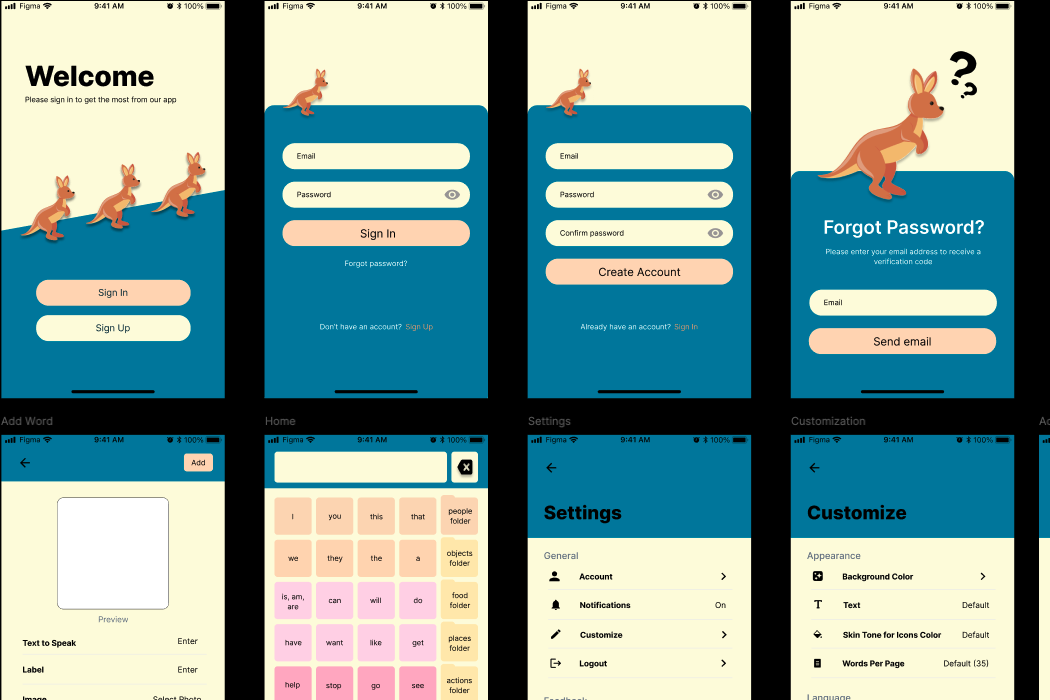 Figma 9:41 AM 100%
Welcome
Please sign in to get the most from our app
Sign In
Sign Up
Figma 9:41 AM 100%
Email
Password
Sign In
Forgot password?
Don't have an account? Sign Up
Figma 9:41 AM 100%
Email
Password
Confirm password
Create Account
Already have an account? Sign In
Figma 9:41 AM 100%
??
Forgot Password?
Please enter your email address to receive a
verification code
Email
Send email
Add Word
Figma 9:41 AM 100%
Add
Preview
Text to Speak Enter
Label Enter
Image Select Photo
Home
Figma 9:41 AM 100%
I you this that people folder
we they the a objects folder
is, am, are can will do food folder
have want like get places folder
help stop go see actions folder
Settings
Figma 9:41 AM 100%
Settings
General
Account
Notifications On
Customize
Logout
Feedback
Customization
Figma 9:41 AM 100%
Customize
Appearance
Background Color
Text Default
Skin Tone for Icons Color Default
Words Per Page Default (35)
Language